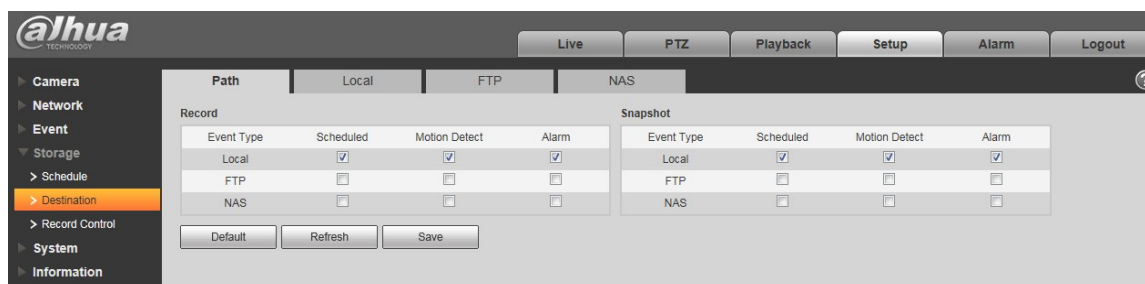 alhua
TECHNOLOGY
Live PTZ Playback Setup Alarm Logout
Camera
Network
Event
Storage
> Schedule
> Destination
> Record Control
System
Information
Path Local FTP NAS
?
Record
Event Type Scheduled Motion Detect Alarm
Local
FTP
NAS
Snapshot
Event Type Scheduled Motion Detect Alarm
Local
FTP
NAS
Default Refresh Save